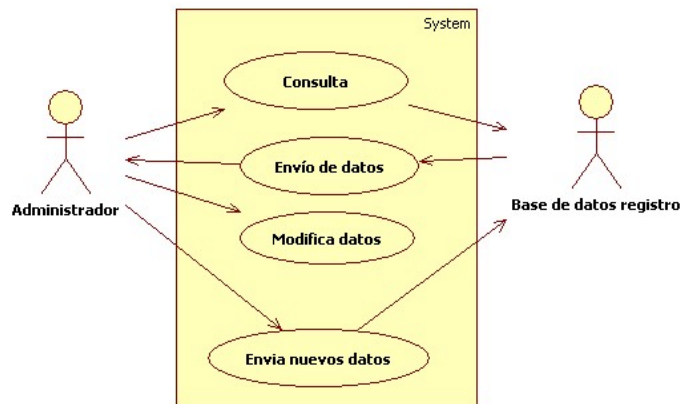 System
Consulta
Envío de datos
Administrador
Base de datos registro
Modifica datos
Envia nuevos datos